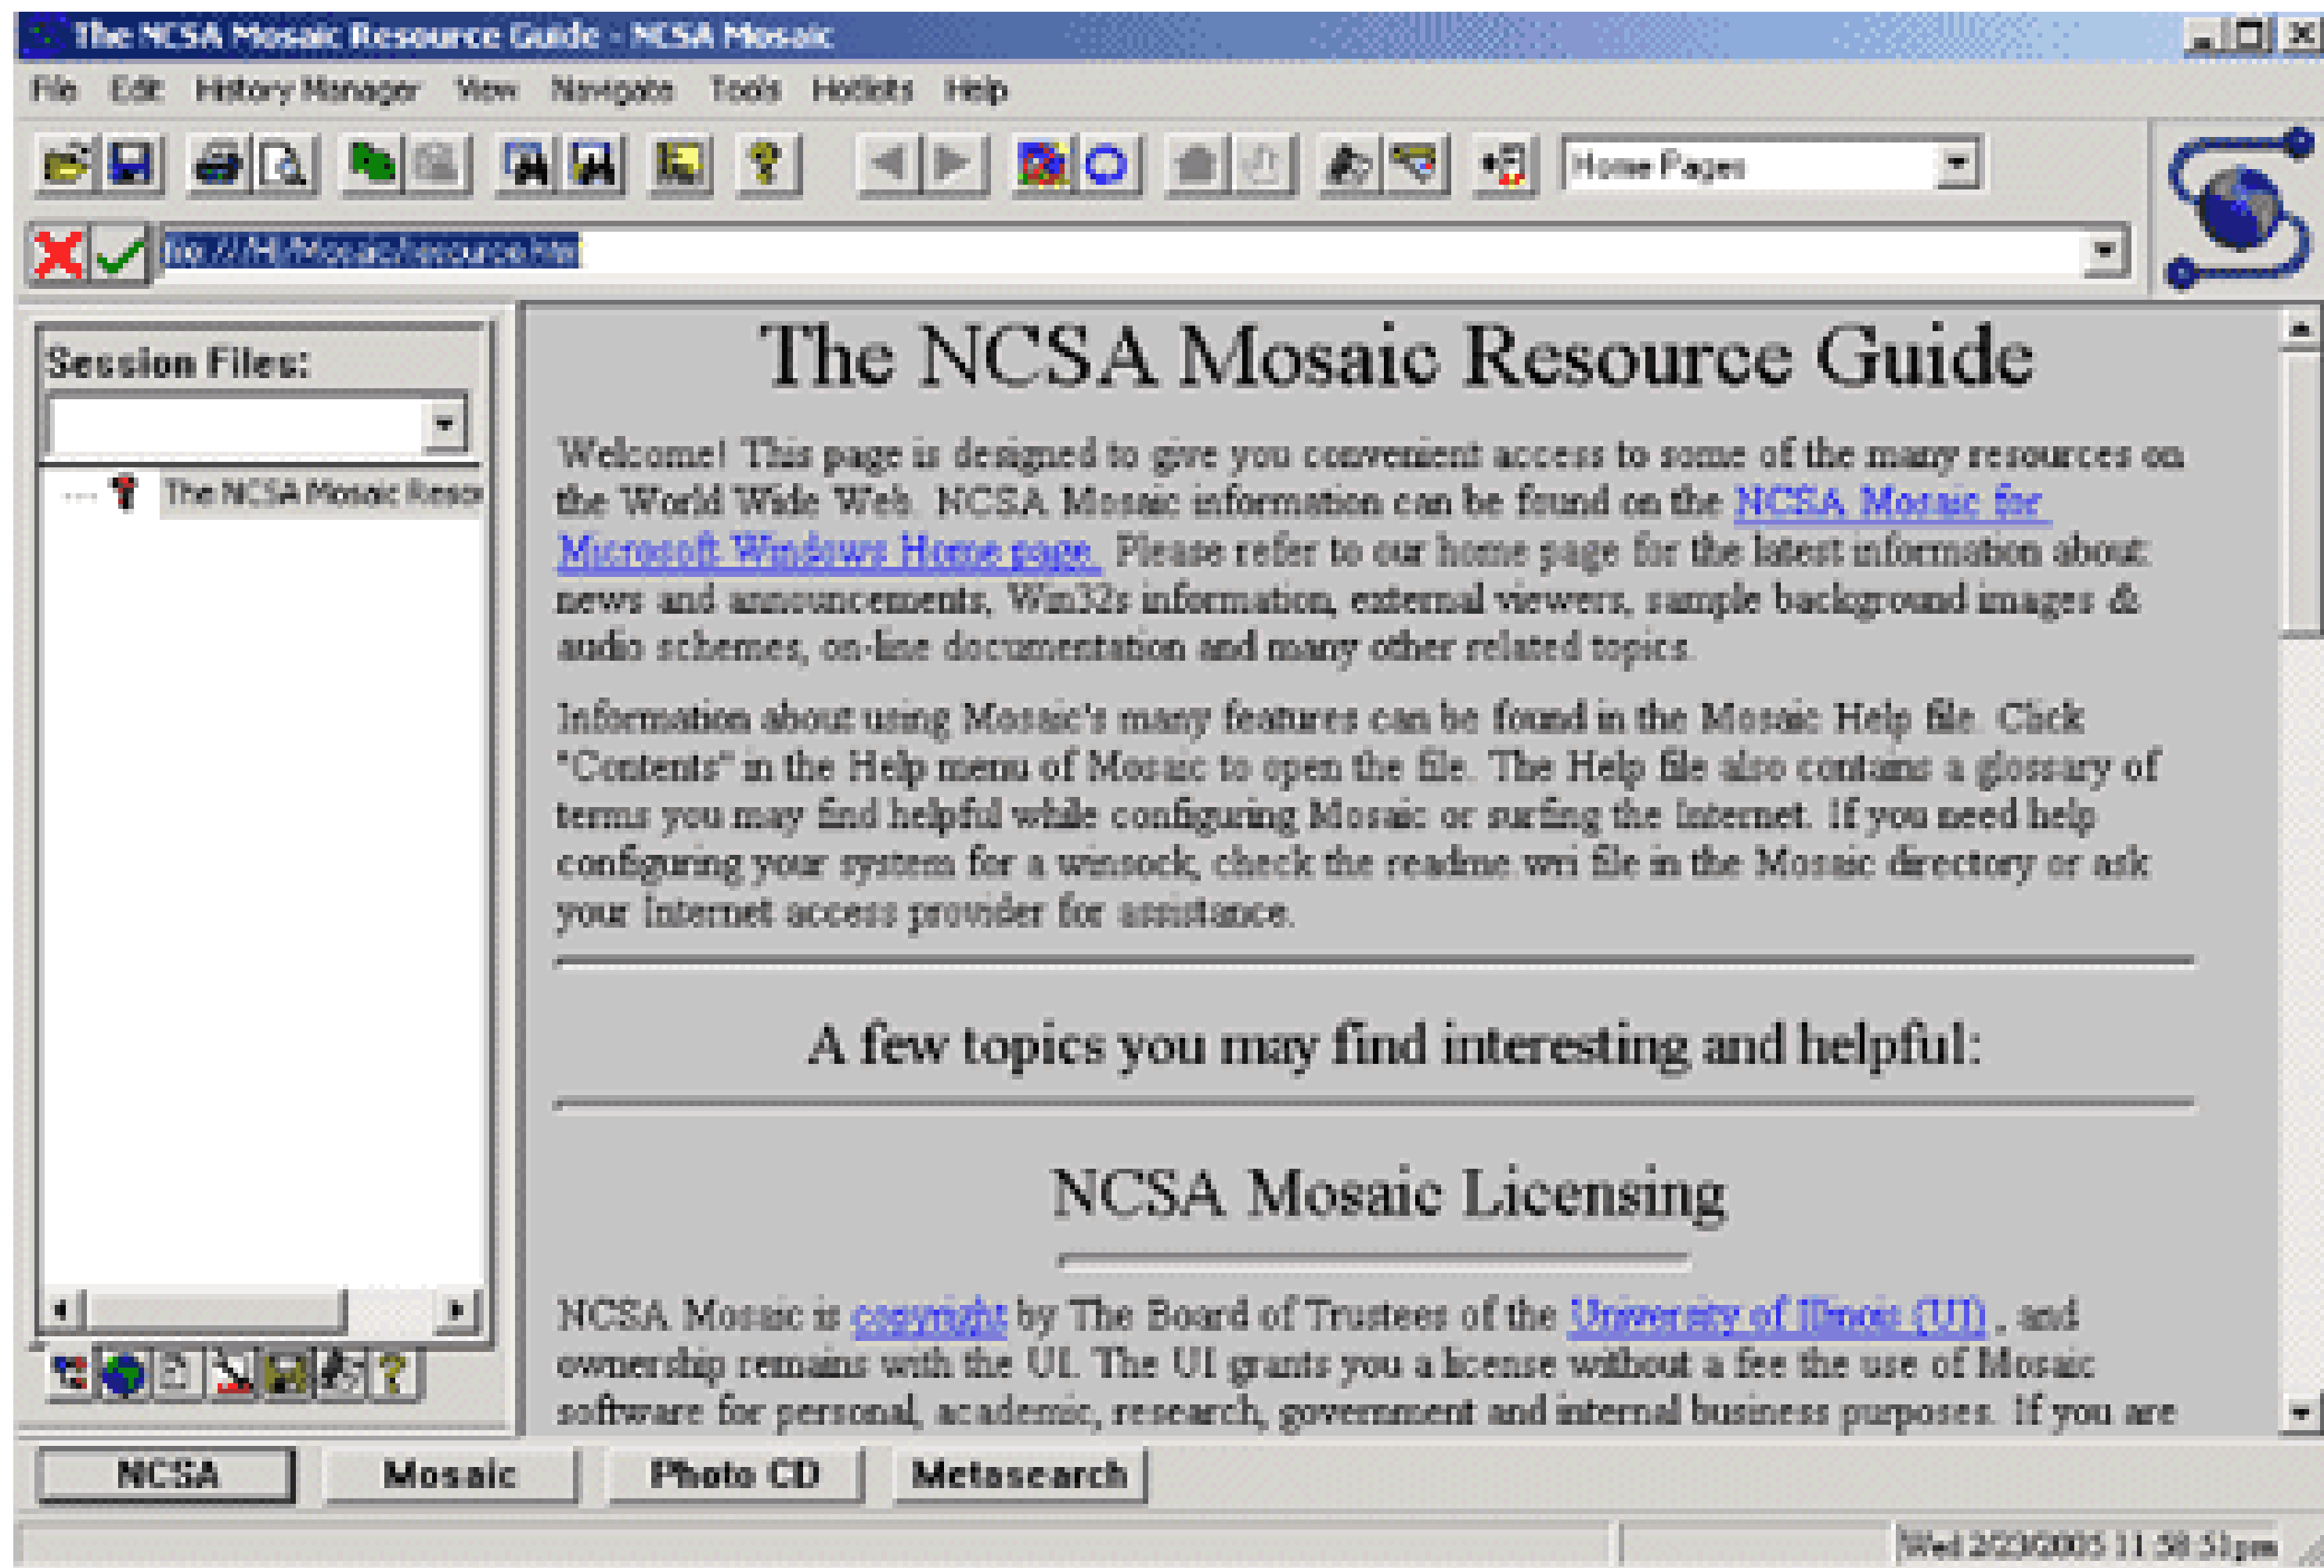 The NCSA Mosaic Resource Guide - NCSA Mosaic
File Edit History Manager View Navigate Tools Hotlists Help
Home Pages
Session Files:
The NCSA Mosaic Resor
The NCSA Mosaic Resource Guide
Welcome! This page is designed to give you convenient access to some of the many resources on
the World Wide Web. NCSA Mosaic information can be found on the NCSA Mosaic for
Microsoft Windows Home page. Please refer to our home page for the latest information about:
news and announcements, Win32s information, external viewers, sample background images &
audio schemes, on-line documentation and many other related topics.
Information about using Mosaic's many features can be found in the Mosaic Help file. Click
"Contents" in the Help menu of Mosaic to open the file. The Help file also contains a glossary of
terms you may find helpful while configuring Mosaic or surfing the Internet. If you need help
configuring your system for a winsock, check the readme.wri file in the Mosaic directory or ask
your Internet access provider for assistance.
A few topics you may find interesting and helpful:
NCSA Mosaic Licensing
NCSA Mosaic is copyright by The Board of Trustees of the University of Illinois (UI) , and
ownership remains with the UI. The UI grants you a license without a fee the use of Mosaic
software for personal, academic, research, government and internal business purposes. If you are
NCSA Mosaic Photo CD Metasearch
Wed 2/23/2005 11:58:51pm